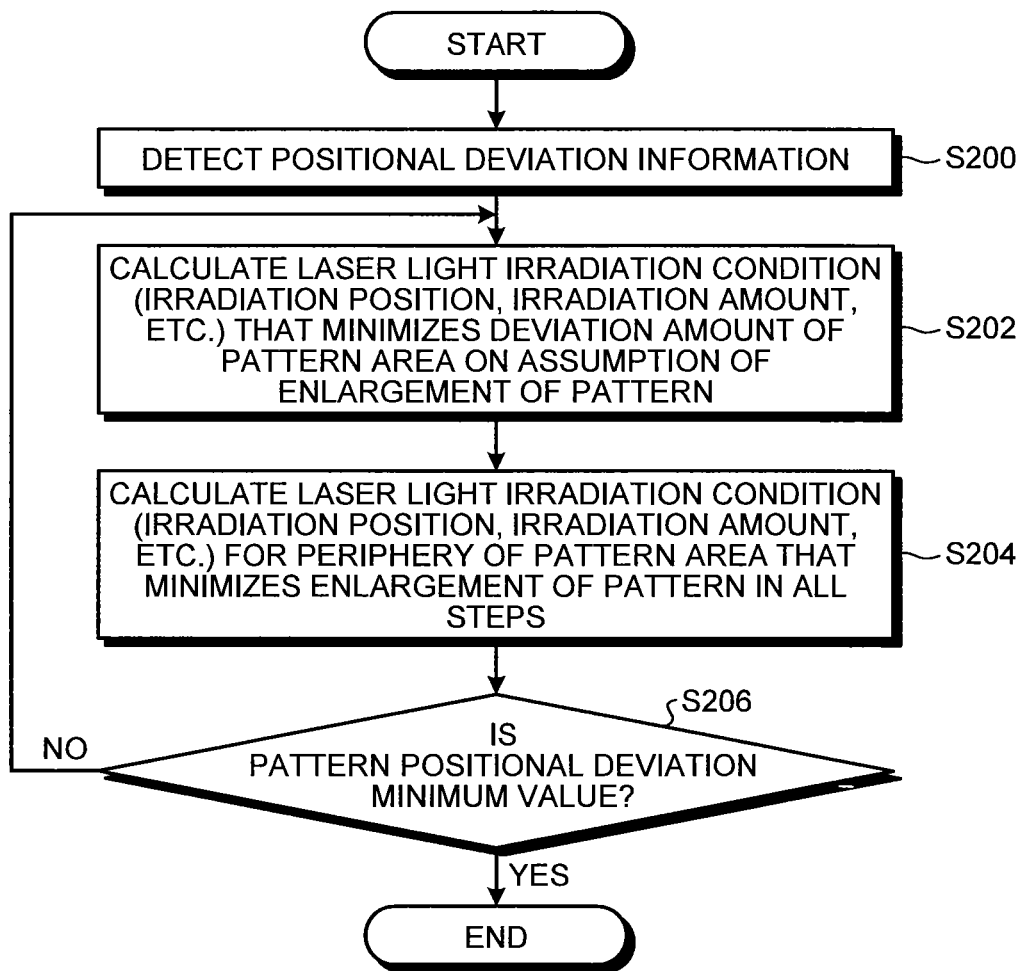 START
DETECT POSITIONAL DEVIATION INFORMATION
S200
CALCULATE LASER LIGHT IRRADIATION CONDITION
(IRRADIATION POSITION, IRRADIATION AMOUNT,
ETC.) THAT MINIMIZES DEVIATION AMOUNT OF
PATTERN AREA ON ASSUMPTION OF
ENLARGEMENT OF PATTERN
S202
CALCULATE LASER LIGHT IRRADIATION CONDITION
(IRRADIATION POSITION, IRRADIATION AMOUNT,
ETC.) FOR PERIPHERY OF PATTERN AREA THAT
MINIMIZES ENLARGEMENT OF PATTERN IN ALL
STEPS
S204
S206
IS
PATTERN POSITIONAL DEVIATION
MINIMUM VALUE?
NO
YES
END